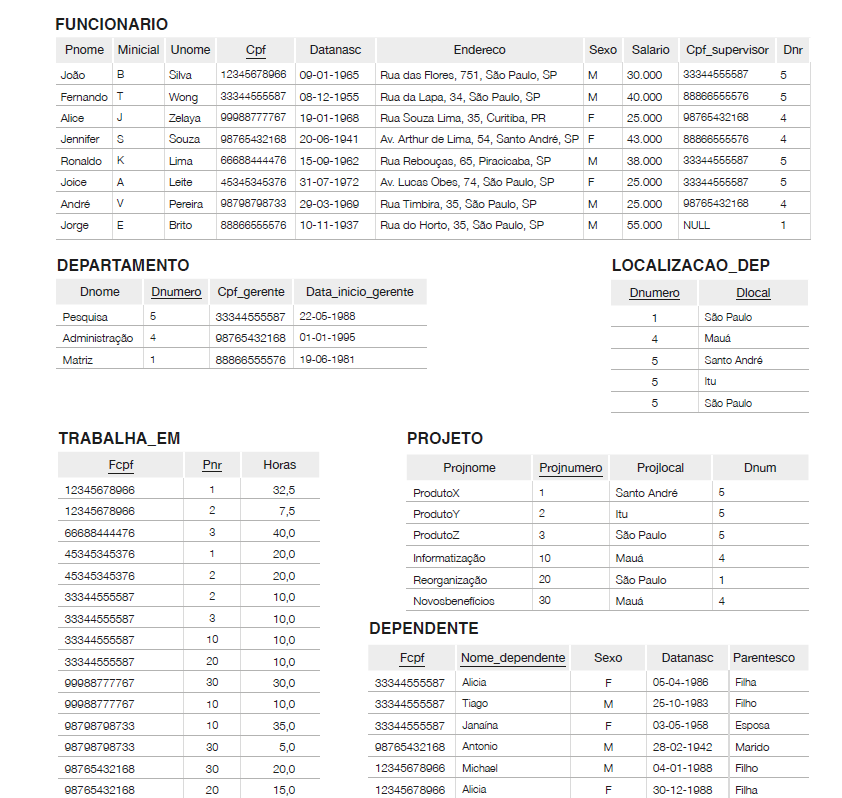 FUNCIONARIO
Pnome Minicial Unome Cpf Datanasc Endereco Sexo Salario Cpf_supervisor Dnr
João B Silva 12345678966 09-01-1965 Rua das Flores, 751, São Paulo, SP M 30.000 33344555587 5
Fernando T Wong 33344555587 08-12-1955 Rua da Lapa, 34, São Paulo, SP M 40.000 88866555576 5
Alice J Zelaya 99988777767 19-01-1968 Rua Souza Lima, 35, Curitiba, PR F 25.000 98765432168 4
Jennifer S Souza 98765432168 20-06-1941 Av. Arthur de Lima, 54, Santo André, SP F 43.000 88866555576 4
Ronaldo K Lima 66688444476 15-09-1962 Rua Rebouças, 65, Piracicaba, SP M 38.000 33344555587 5
Joice A Leite 45345345376 31-07-1972 Av. Lucas Obes, 74, São Paulo, SP F 25.000 33344555587 5
André V Pereira 98798798733 29-03-1969 Rua Timbira, 35, São Paulo, SP M 25.000 98765432168 4
Jorge E Brito 88866555576 10-11-1937 Rua do Horto, 35, São Paulo, SP M 55.000 NULL 1
DEPARTAMENTO
Dnome Dnumero Cpf_gerente Data_inicio_gerente
Pesquisa 5 33344555587 22-05-1988
Administração 4 98765432168 01-01-1995
Matriz 1 88866555576 19-06-1981
LOCALIZACAO_DEP
Dnumero Dlocal
1 São Paulo
4 Mauá
5 Santo André
5 Itu
5 São Paulo
TRABALHA_EM
Fcpf Pnr Horas
12345678966 1 32,5
12345678966 2 7,5
66688444476 3 40,0
45345345376 1 20,0
45345345376 2 20,0
33344555587 2 10,0
33344555587 3 10,0
33344555587 10 10,0
33344555587 20 10,0
99988777767 30 30,0
99988777767 10 10,0
98798798733 10 35,0
98798798733 30 5,0
98765432168 30 20,0
98765432168 20 15,0
PROJETO
Projnome Projnumero Projlocal Dnum
ProdutoX 1 Santo André 5
ProdutoY 2 Itu 5
ProdutoZ 3 São Paulo 5
Informatização 10 Mauá 4
Reorganização 20 São Paulo 1
Novosbenefícios 30 Mauá 4
DEPENDENTE
Fcpf Nome_dependente Sexo Datanasc Parentesco
33344555587 Alicia F 05-04-1986 Filha
33344555587 Tiago M 25-10-1983 Filho
33344555587 Janaína F 03-05-1958 Esposa
98765432168 Antonio M 28-02-1942 Marido
12345678966 Michael M 04-01-1988 Filho
12345678966 Alicia F 30-12-1988 Filha